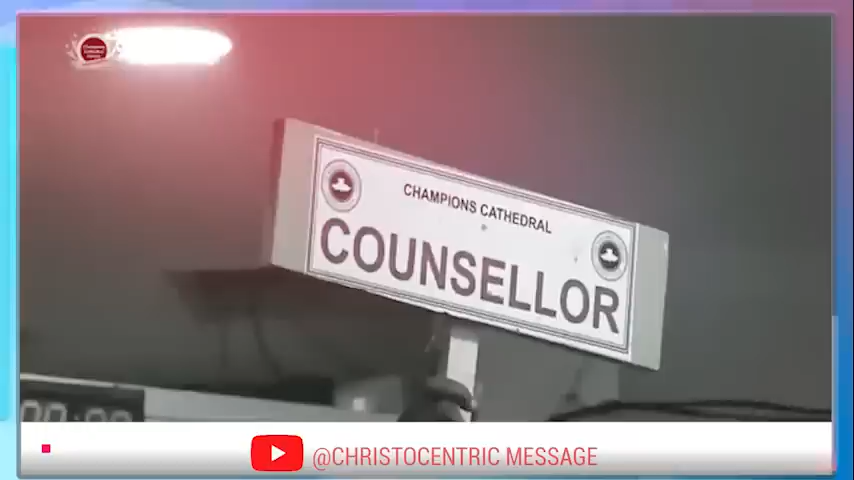 CHAMPIONS CATHEDRAL
COUNSELLOR
@CHRISTOCENTRIC MESSAGE